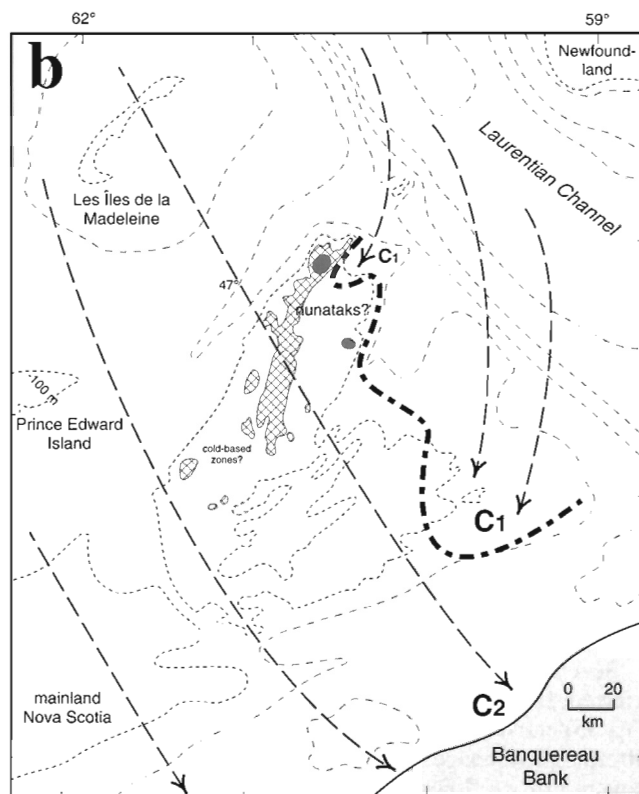 62°
59°
b
Newfound-
land
Laurentian Channel
Les Îles de la
Madeleine
C1
47°
nunataks?
-100 m
Prince Edward
Island
cold-based
zones?
C1
mainland
Nova Scotia
C2
0 20
km
Banquereau
Bank